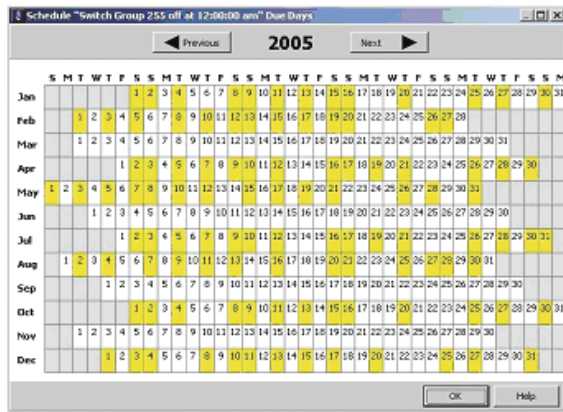 Schedule "Switch Group 255 off at 12:00:00 am" Due Days
Previous 2005 Next
S M T W T F S S M T W T F S S M T W T F S S M T W T F S S M T W T F S S M
Jan 1 2 3 4 5 6 7 8 9 10 11 12 13 14 15 16 17 18 19 20 21 22 23 24 25 26 27 28 29 30 31
Feb 1 2 3 4 5 6 7 8 9 10 11 12 13 14 15 16 17 18 19 20 21 22 23 24 25 26 27 28
Mar 1 2 3 4 5 6 7 8 9 10 11 12 13 14 15 16 17 18 19 20 21 22 23 24 25 26 27 28 29 30 31
Apr 1 2 3 4 5 6 7 8 9 10 11 12 13 14 15 16 17 18 19 20 21 22 23 24 25 26 27 28 29 30
May 1 2 3 4 5 6 7 8 9 10 11 12 13 14 15 16 17 18 19 20 21 22 23 24 25 26 27 28 29 30 31
Jun 1 2 3 4 5 6 7 8 9 10 11 12 13 14 15 16 17 18 19 20 21 22 23 24 25 26 27 28 29 30
Jul 1 2 3 4 5 6 7 8 9 10 11 12 13 14 15 16 17 18 19 20 21 22 23 24 25 26 27 28 29 30 31
Aug 1 2 3 4 5 6 7 8 9 10 11 12 13 14 15 16 17 18 19 20 21 22 23 24 25 26 27 28 29 30 31
Sep 1 2 3 4 5 6 7 8 9 10 11 12 13 14 15 16 17 18 19 20 21 22 23 24 25 26 27 28 29 30
Oct 1 2 3 4 5 6 7 8 9 10 11 12 13 14 15 16 17 18 19 20 21 22 23 24 25 26 27 28 29 30 31
Nov 1 2 3 4 5 6 7 8 9 10 11 12 13 14 15 16 17 18 19 20 21 22 23 24 25 26 27 28 29 30
Dec 1 2 3 4 5 6 7 8 9 10 11 12 13 14 15 16 17 18 19 20 21 22 23 24 25 26 27 28 29 30 31
OK Help